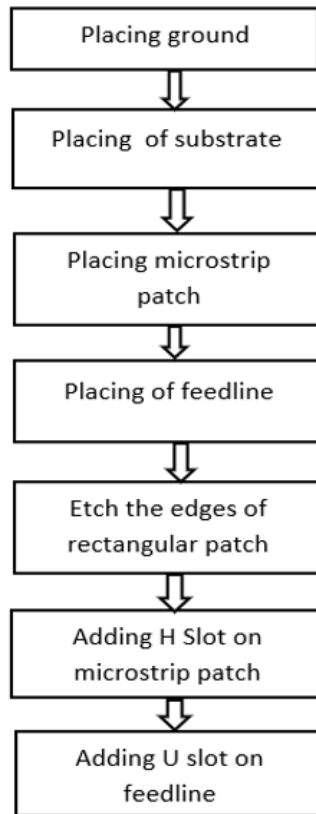 Placing ground
Placing of substrate
Placing microstrip
patch
Placing of feedline
Etch the edges of
rectangular patch
Adding H Slot on
microstrip patch
Adding U slot on
feedline